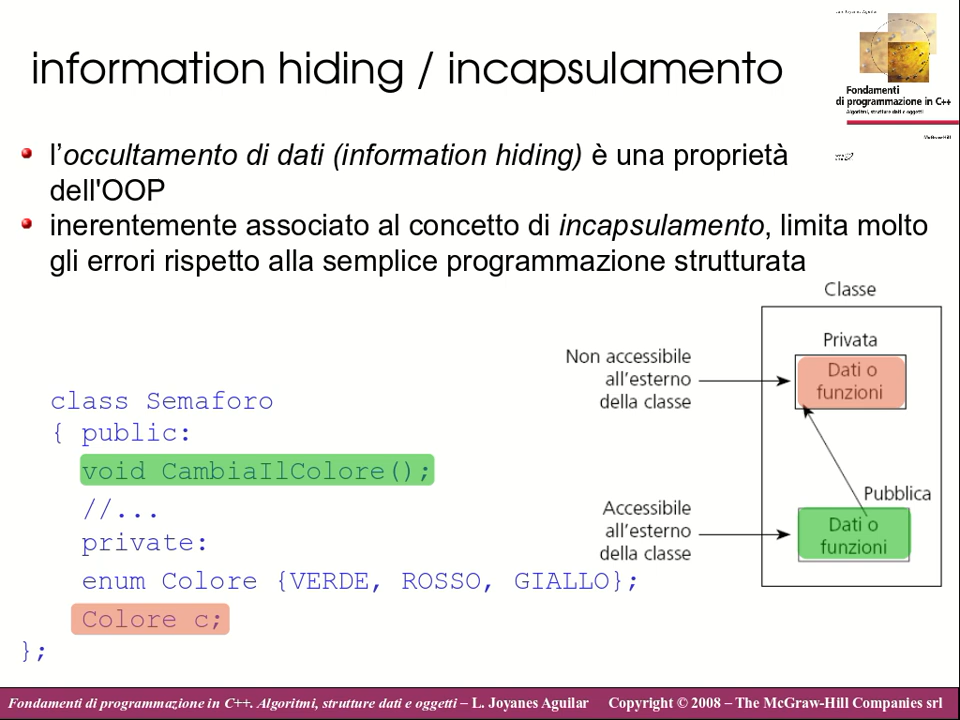 information hiding / incapsulamento
Fondamenti
di programmazione in C++
Algoritmi, strutture dati e oggetti
l'occultamento di dati (information hiding) è una proprietà
dell'OOP
inerentemente associato al concetto di incapsulamento, limita molto
gli errori rispetto alla semplice programmazione strutturata
Classe
Privata
Non accessibile
all'esterno
della classe
Dati o
funzioni
Pubblica
Accessibile
all'esterno
della classe
Dati o
funzioni
class Semaforo
{ public:
void CambiaIlColore();
//...
private:
enum Colore {VERDE, ROSSO, GIALLO};
Colore c;
};
Fondamenti di programmazione in C++. Algoritmi, strutture dati e oggetti – L. Joyanes Aguilar Copyright © 2008 – The McGraw-Hill Companies srl